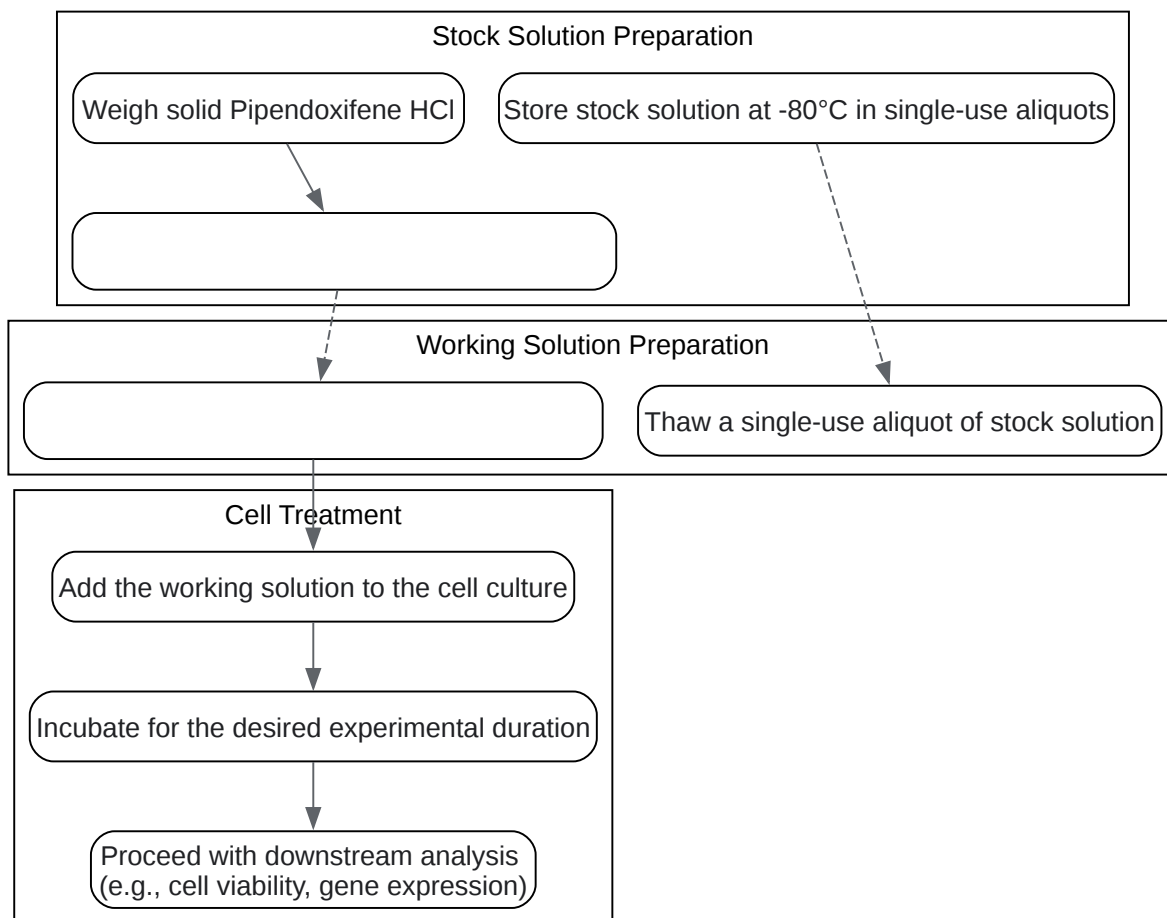 Stock Solution Preparation
Weigh solid Pipendoxifene HCl
Store stock solution at -80°C in single-use aliquots
Working Solution Preparation
Thaw a single-use aliquot of stock solution
Cell Treatment
Add the working solution to the cell culture
Incubate for the desired experimental duration
Proceed with downstream analysis
(e.g., cell viability, gene expression)